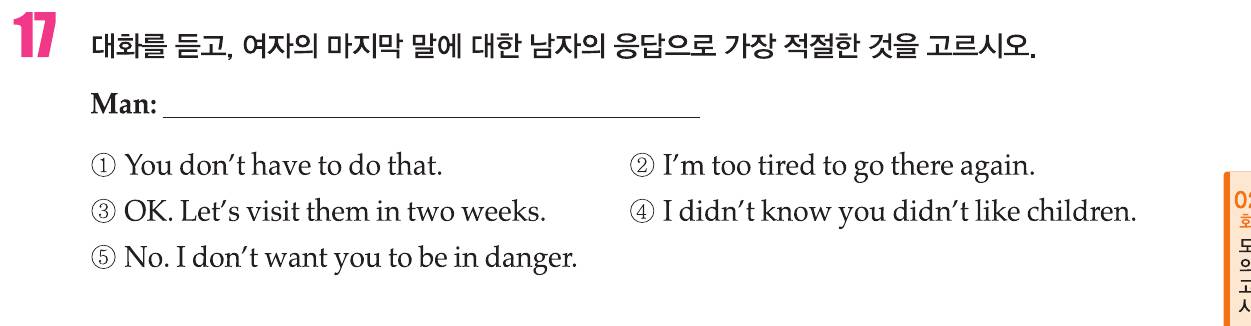 17 대화를 듣고, 여자의 마지막 말에 대한 남자의 응답으로 가장 적절한 것을 고르시오.
Man:
① You don't have to do that. ② I'm too tired to go there again.
③ OK. Let's visit them in two weeks. ④ I didn't know you didn't like children.
⑤ No. I don't want you to be in danger.